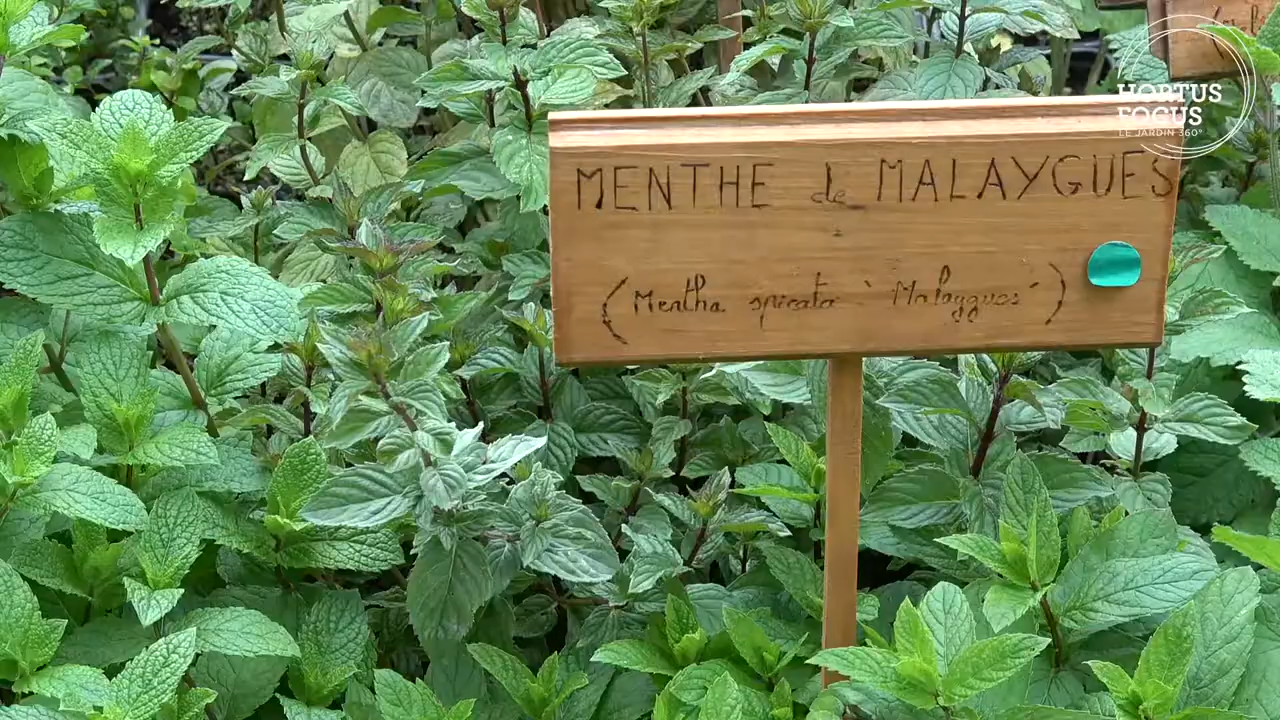 HORTUS
FOCUS
LE JARDIN 360°
MENTHE de MALAYGUES
(Mentha spicata 'Malaygues')